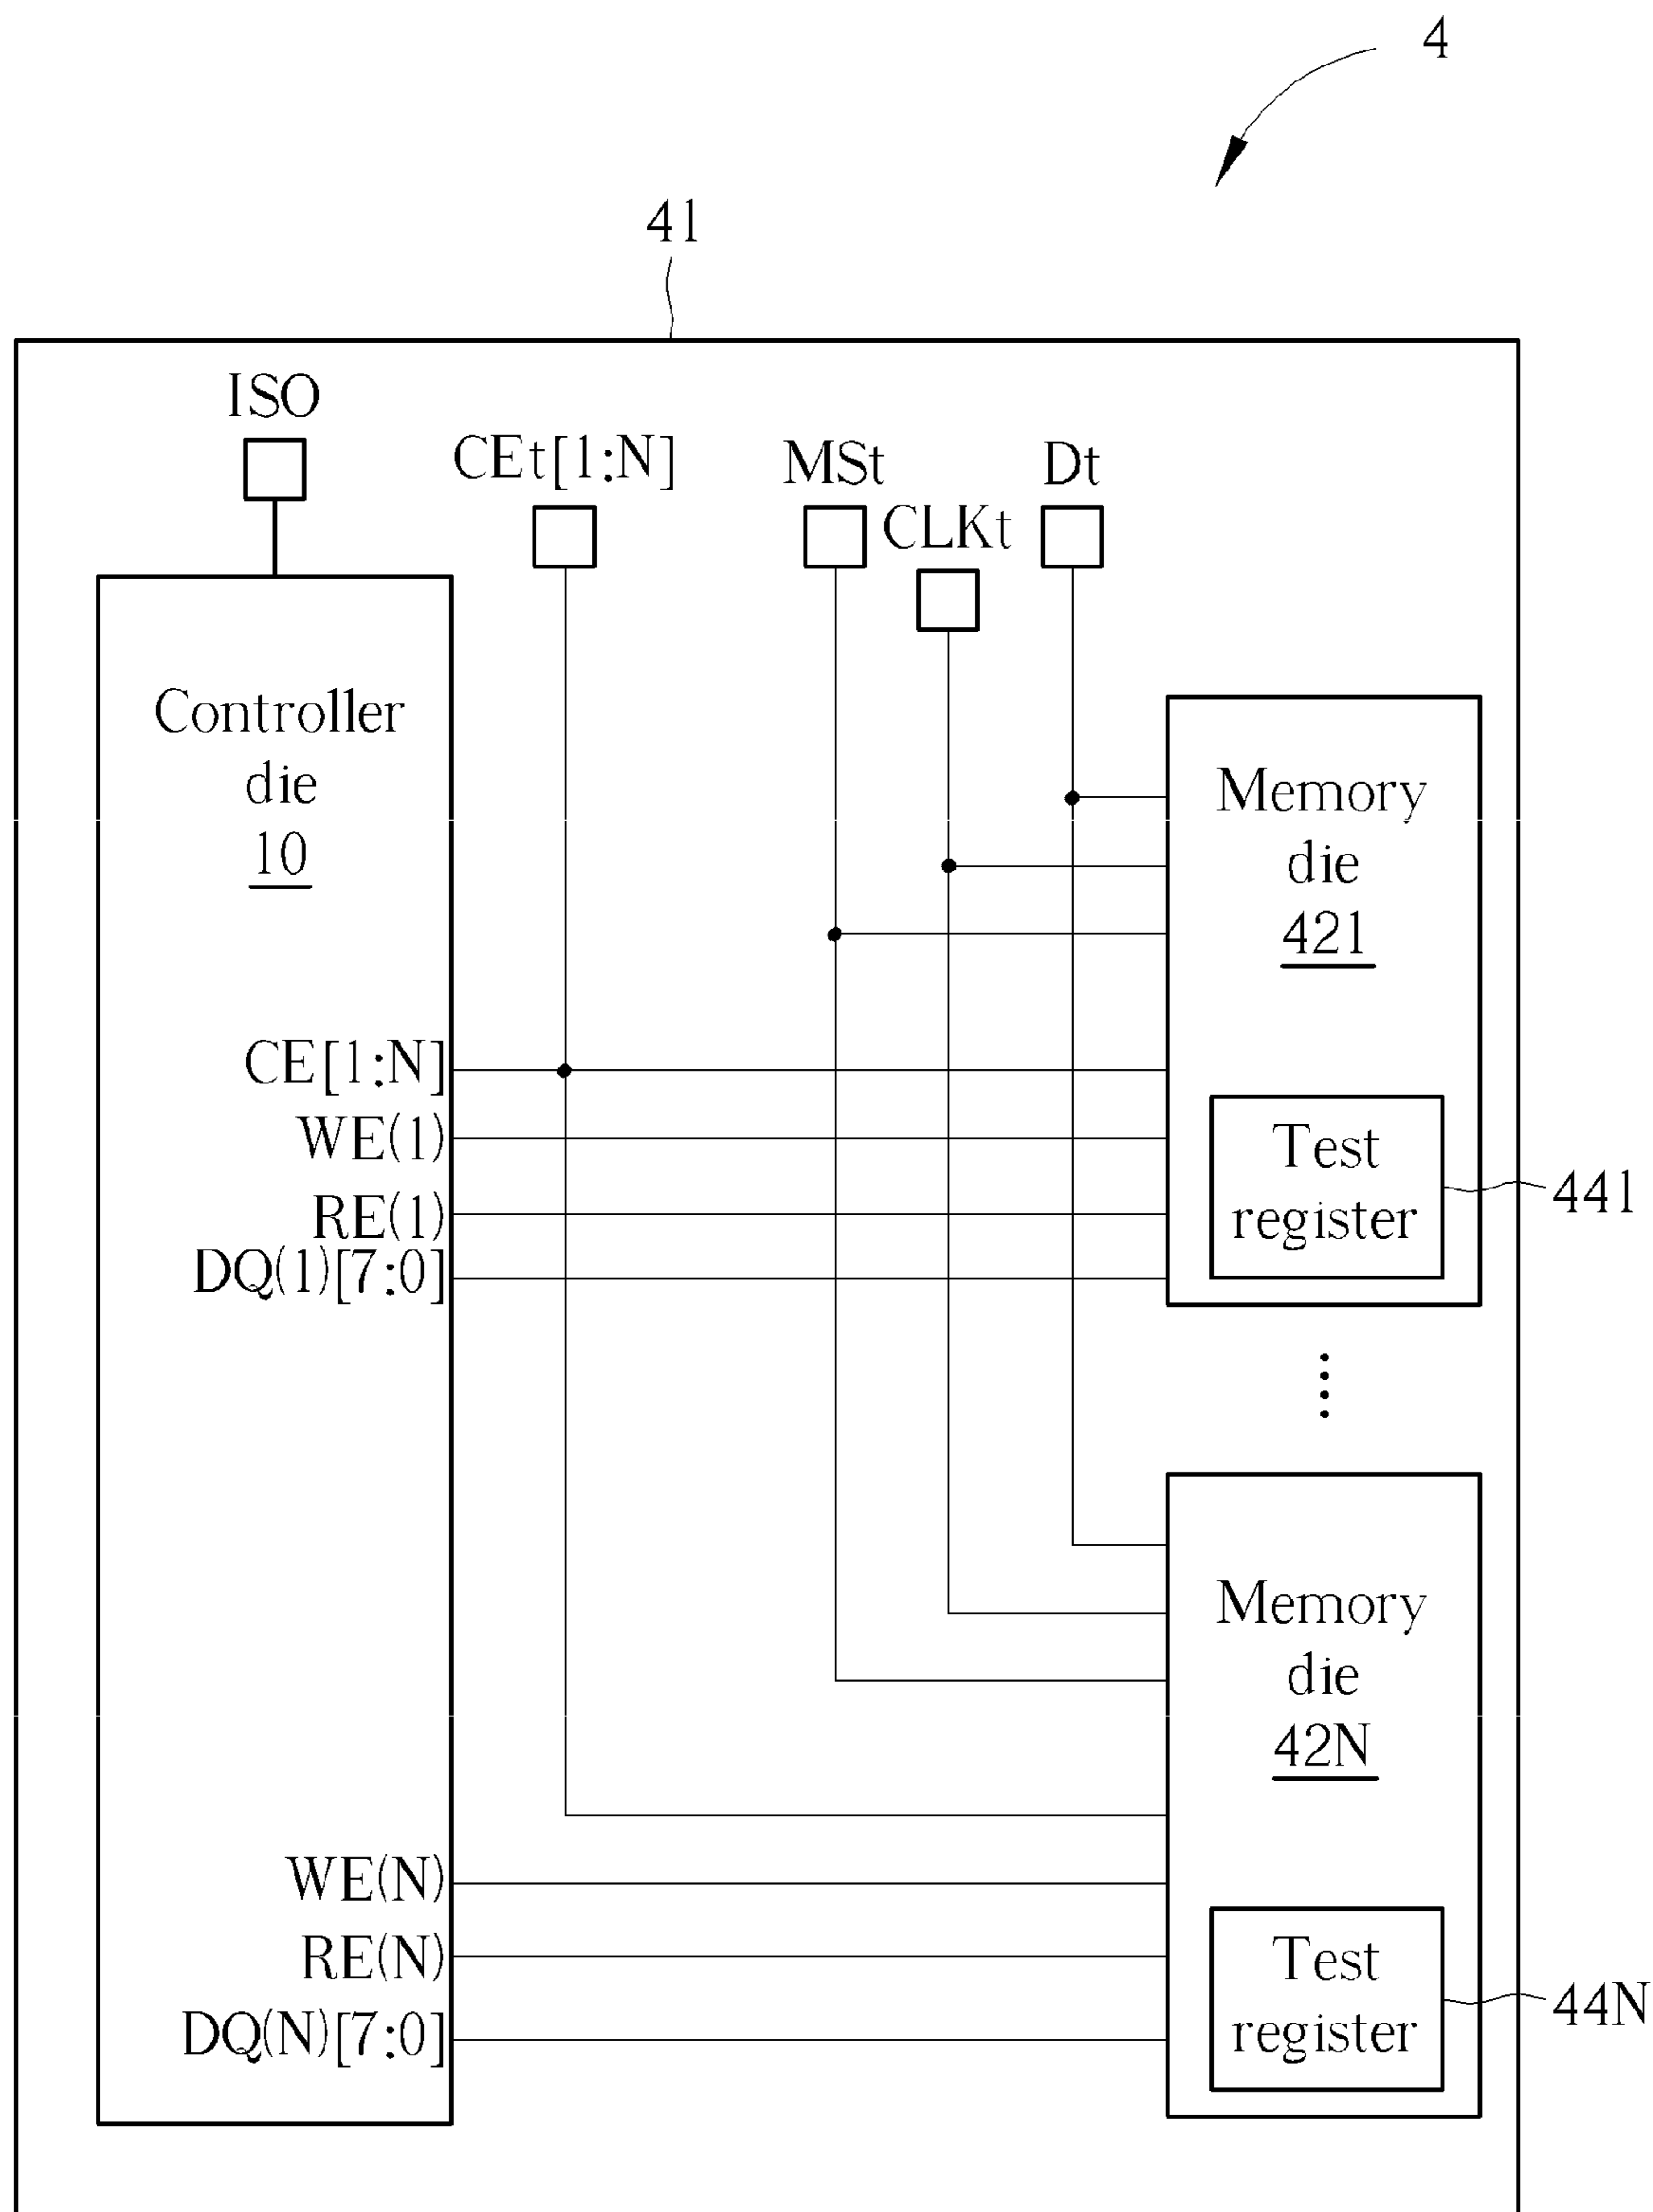 4
41
ISO
CEt[1:N]
MSt
Dt
CLKt
Controller
die
10
Memory
die
421
CE[1:N]
WE(1)
RE(1)
DQ(1)[7:0]
Test
register
441
Memory
die
42N
WE(N)
RE(N)
DQ(N)[7:0]
Test
register
44N